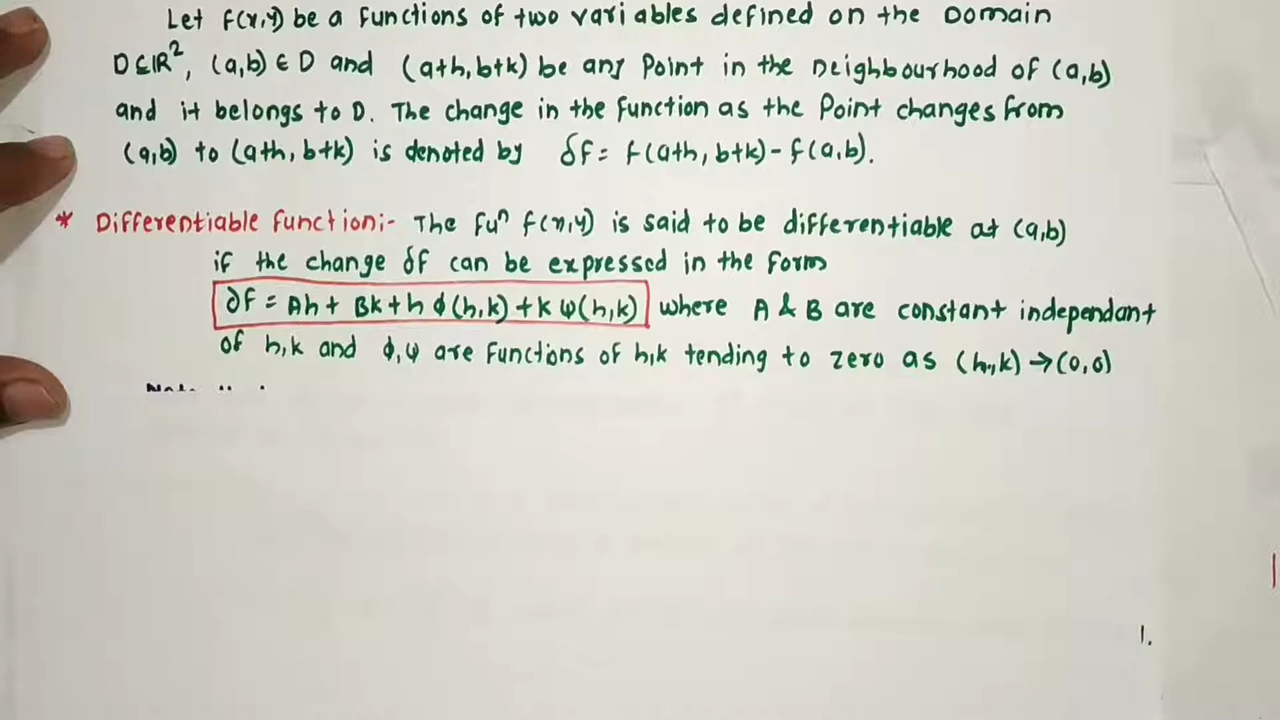 Let f(x,y) be a functions of two variables defined on the Domain
D⊆ℝ², (a,b) ∈ D and (a+h, b+k) be any Point in the neighbourhood of (a,b)
and it belongs to D. The change in the function as the Point changes from
(a,b) to (a+h, b+k) is denoted by δf = f(a+h, b+k) - f(a,b).
* Differentiable function:- The Fuⁿ f(x,y) is said to be differentiable at (a,b)
if the change δf can be expressed in the form
∂f = Ah + Bk + h ϕ(h,k) + k ψ(h,k) where A & B are constant independant
of h,k and ϕ,ψ are functions of h,k tending to zero as (h,k) → (0,0)
1.